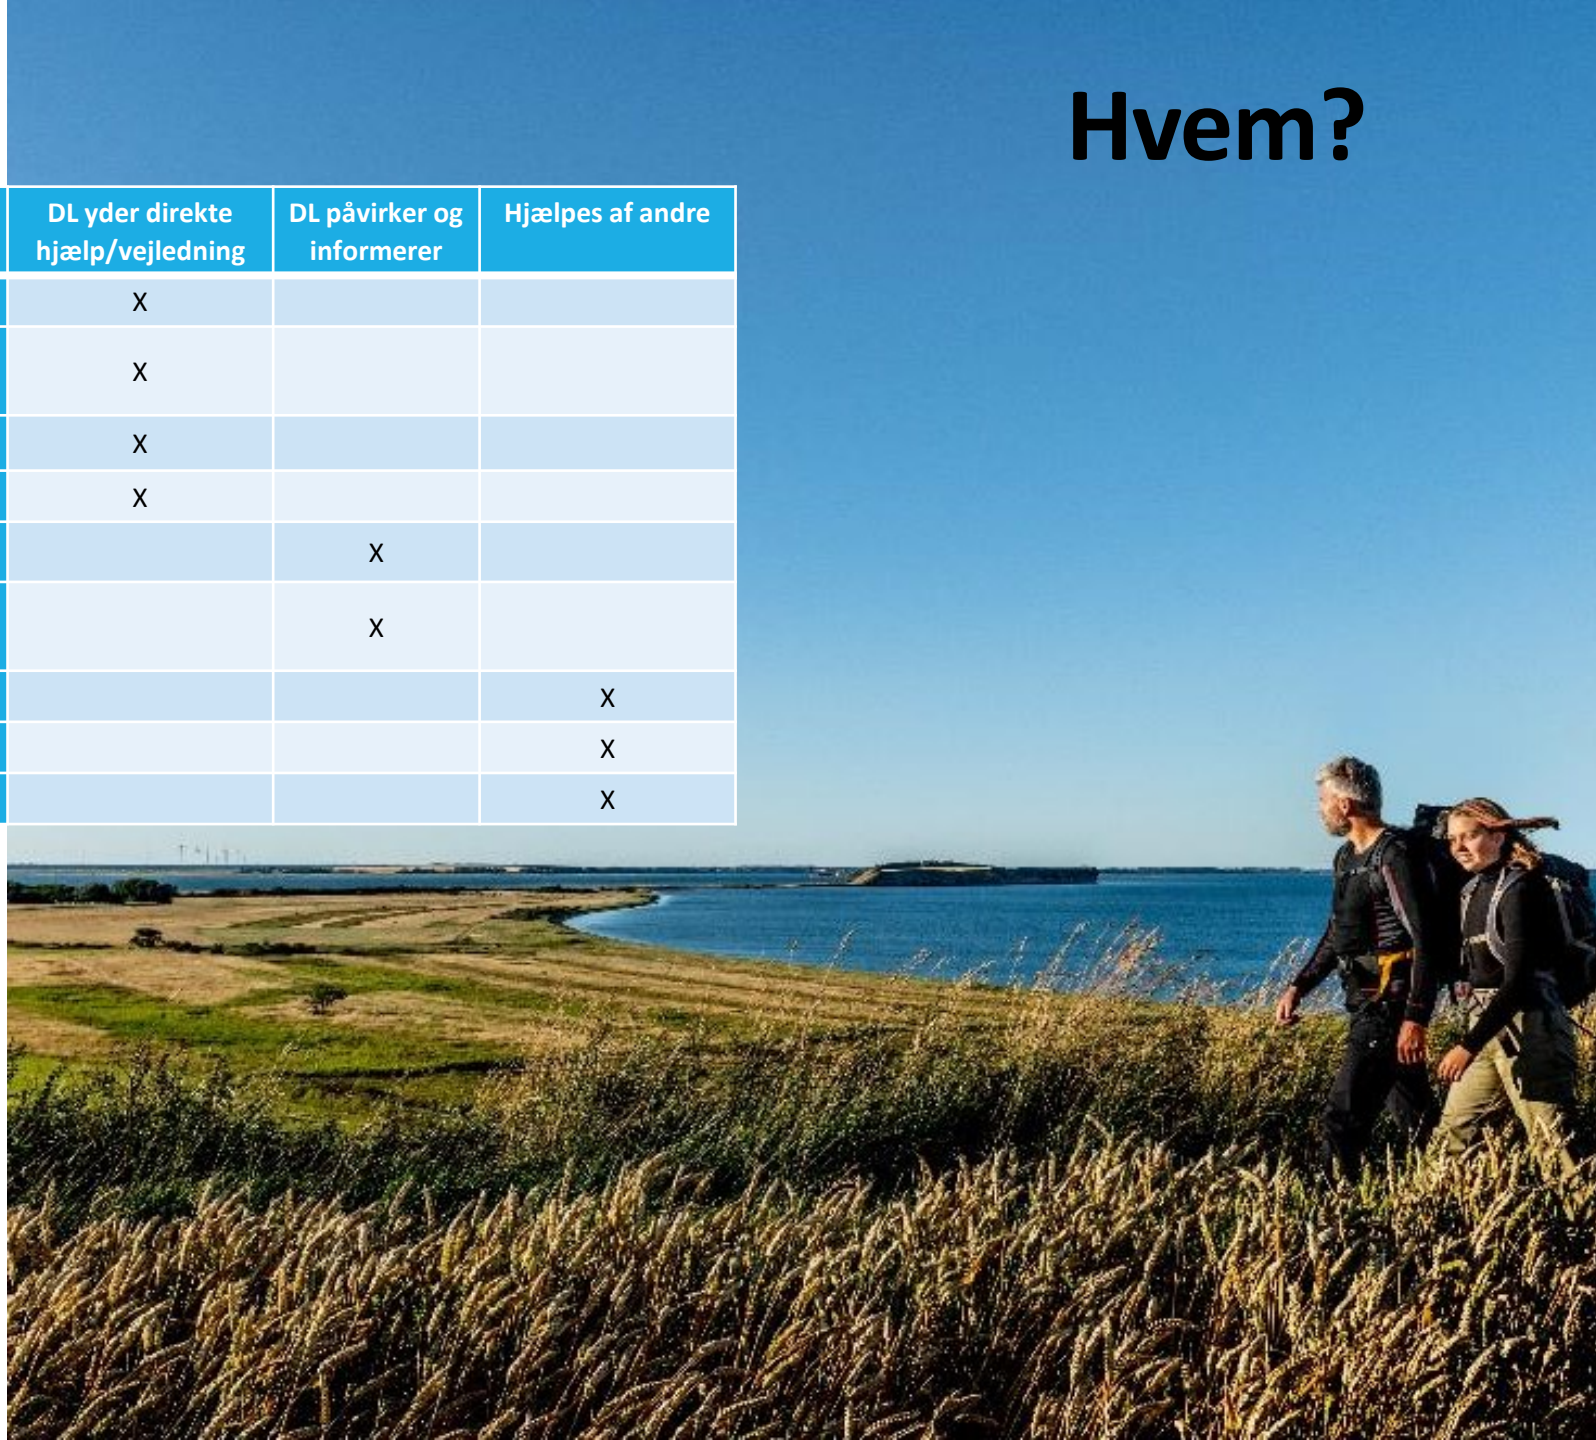 Hvem?
DL yder direkte
hjælp/vejledning
DL påvirker og
informerer
Hjælpes af andre
X
X
X
X
X
X
X
X
X